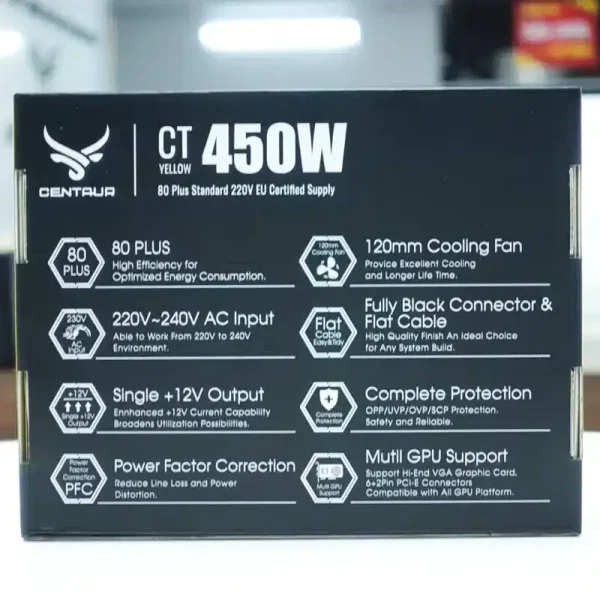 CENTAUR
CT 450W
YELLOW
80 Plus Standard 220V EU Certified Supply
80
PLUS
80 PLUS
High Efficiency for
Optimized Energy Consumption.
230V
AC
Input
220V~240V AC Input
Able to Work From 220V to 240V
Environment.
+12V
Single +12V
Output
Single +12V Output
Ennhanced +12V Current Capability
Broadens Utilization Possibilities.
Power
Factor
Correction
PFC
Power Factor Correction
Reduce Line Loss and Power
Distortion.
120mm
Cooling Fan
120mm Cooling Fan
Provice Excellent Cooling
and Longer Life Time.
Flat
Cable
Easy&Tidy
Fully Black Connector &
Flat Cable
High Quality Finish An Ideal Choice
for Any System Build.
Complete
Protection
Complete Protection
OPP/UVP/OVP/SCP Protection.
Safety and Reliable.
Multi GPU
Support
Mutil GPU Support
Support Hi-End VGA Graphic Card,
6+2Pin PCI-E Connectors
Compatible with All GPU Platform.